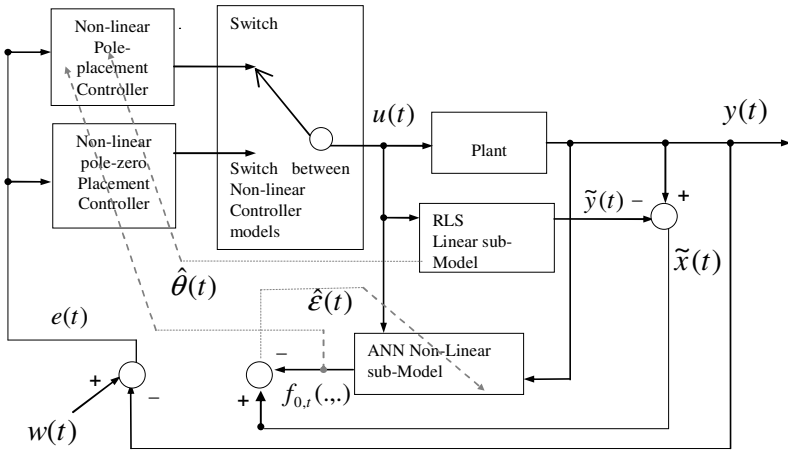 Non-linear
Pole-
placement
Controller
Switch
Non-linear
pole-zero
Placement
Controller
Switch between
Non-linear
Controller
models
u(t)
Plant
y(t)
RLS
Linear sub-
Model
ỹ(t) −
+
x̃(t)
θ̂(t)
ε̂(t)
e(t)
ANN Non-Linear
sub-Model
−
+
f₀,ₜ(.,.)
+
−
w(t)